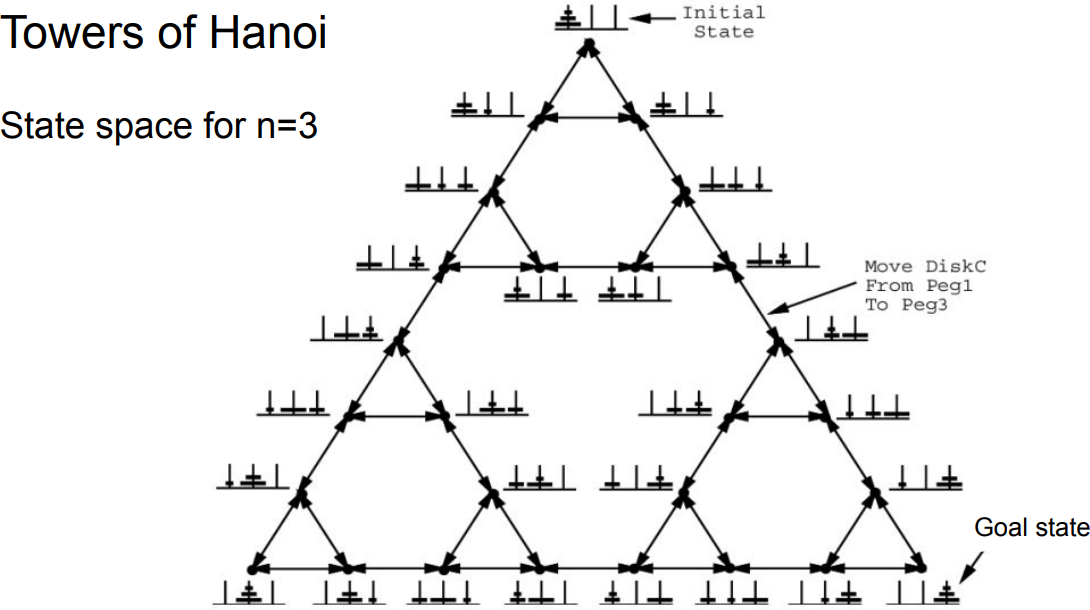 Towers of Hanoi
Initial
State
State space for n=3
Move DiskC
From Peg1
To Peg3
Goal state